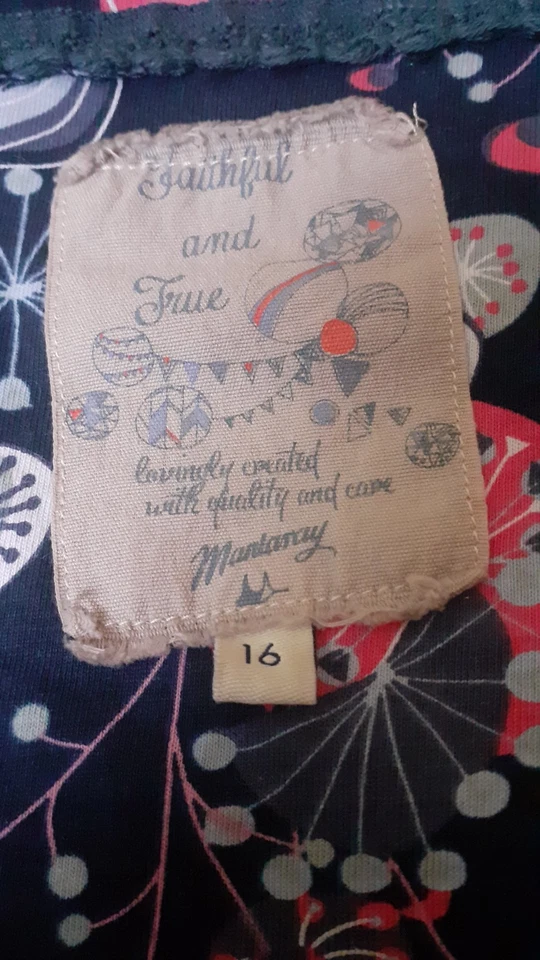 Faithful
and
True
lovingly created
with quality and care
Mantaray
16